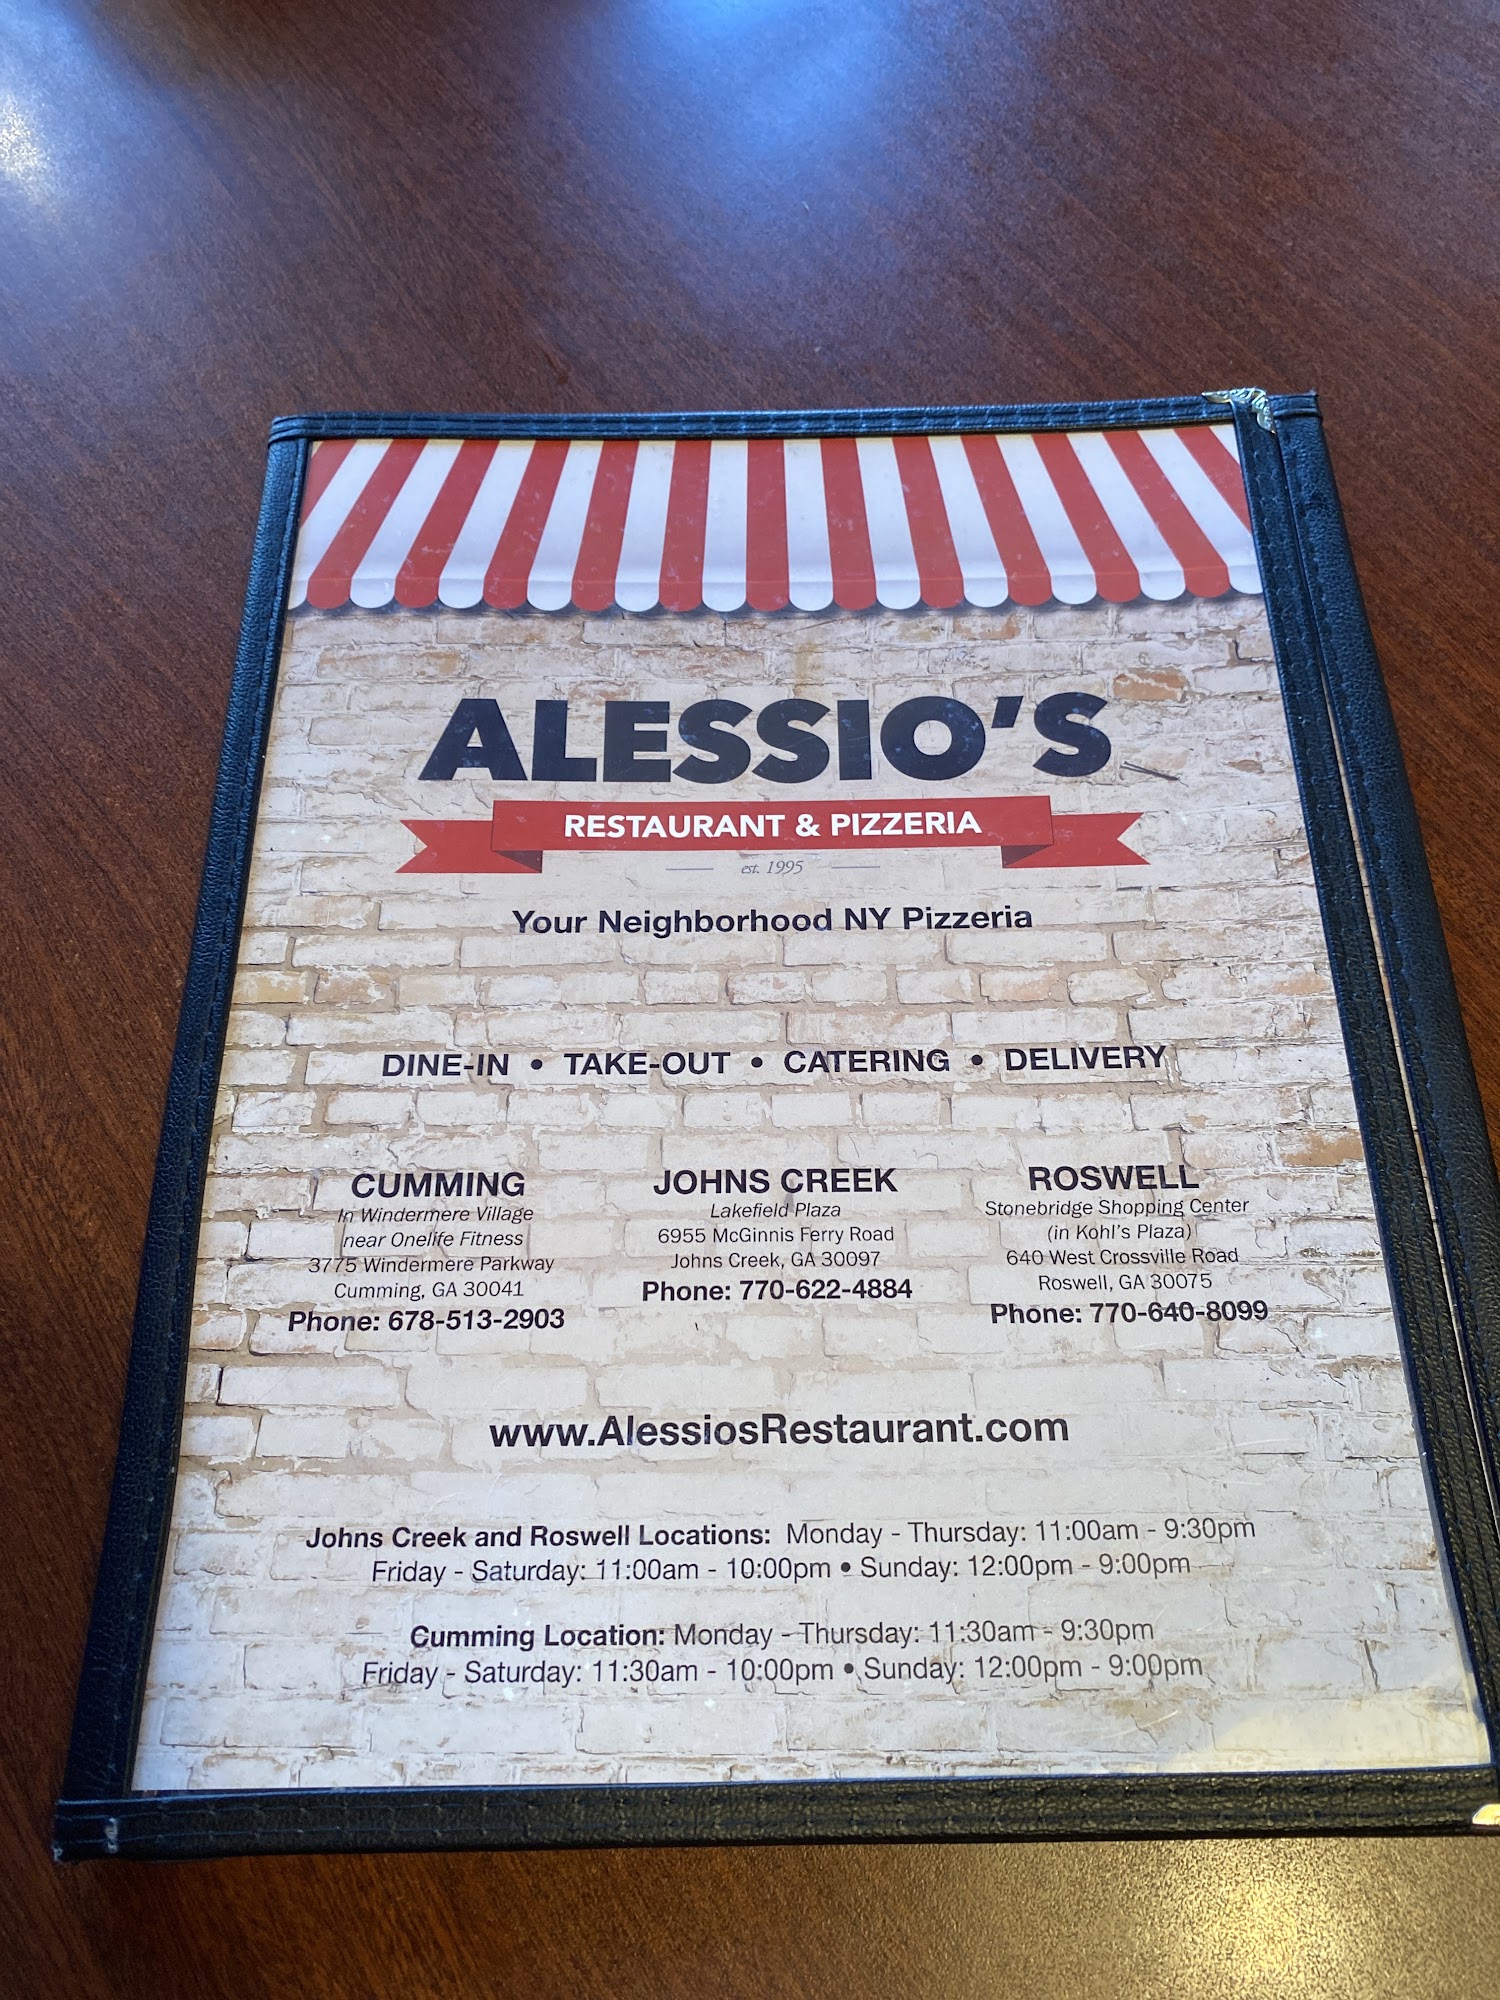 ALESSIO'S
RESTAURANT & PIZZERIA
est. 1995
Your Neighborhood NY Pizzeria
DINE-IN • TAKE-OUT • CATERING • DELIVERY
CUMMING
In Windermere Village
near Onelife Fitness
3775 Windermere Parkway
Cumming, GA 30041
Phone: 678-513-2903
JOHNS CREEK
Lakefield Plaza
6955 McGinnis Ferry Road
Johns Creek, GA 30097
Phone: 770-622-4884
ROSWELL
Stonebridge Shopping Center
(in Kohl's Plaza)
640 West Crossville Road
Roswell, GA 30075
Phone: 770-640-8099
www.AlessiosRestaurant.com
Johns Creek and Roswell Locations: Monday - Thursday: 11:00am - 9:30pm
Friday - Saturday: 11:00am - 10:00pm • Sunday: 12:00pm - 9:00pm
Cumming Location: Monday - Thursday: 11:30am - 9:30pm
Friday - Saturday: 11:30am - 10:00pm • Sunday: 12:00pm - 9:00pm